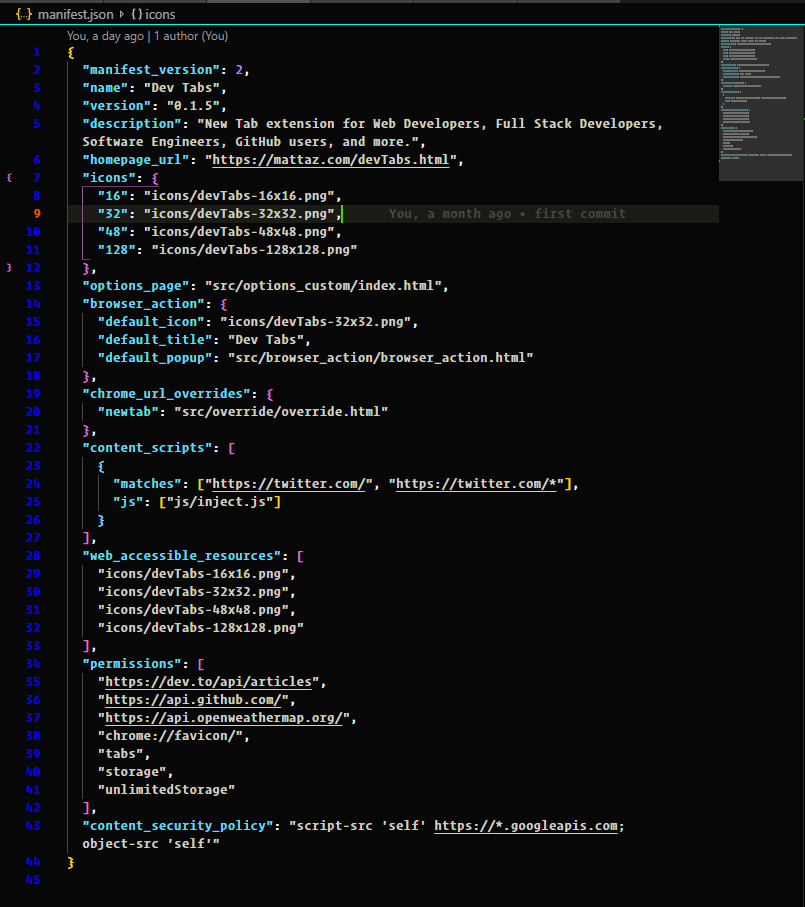 {..} manifest.json { } icons
You, a day ago | 1 author (You)
1 {
2 "manifest_version": 2,
3 "name": "Dev Tabs",
4 "version": "0.1.5",
5 "description": "New Tab extension for Web Developers, Full Stack Developers,
Software Engineers, GitHub users, and more.",
6 "homepage_url": "https://mattaz.com/devTabs.html",
7 "icons": {
8 "16": "icons/devTabs-16x16.png",
9 "32": "icons/devTabs-32x32.png", You, a month ago • first commit
10 "48": "icons/devTabs-48x48.png",
11 "128": "icons/devTabs-128x128.png"
12 },
13 "options_page": "src/options_custom/index.html",
14 "browser_action": {
15 "default_icon": "icons/devTabs-32x32.png",
16 "default_title": "Dev Tabs",
17 "default_popup": "src/browser_action/browser_action.html"
18 },
19 "chrome_url_overrides": {
20 "newtab": "src/override/override.html"
21 },
22 "content_scripts": [
23 {
24 "matches": ["https://twitter.com/", "https://twitter.com/*"],
25 "js": ["js/inject.js"]
26 }
27 ],
28 "web_accessible_resources": [
29 "icons/devTabs-16x16.png",
30 "icons/devTabs-32x32.png",
31 "icons/devTabs-48x48.png",
32 "icons/devTabs-128x128.png"
33 ],
34 "permissions": [
35 "https://dev.to/api/articles",
36 "https://api.github.com/",
37 "https://api.openweathermap.org/",
38 "chrome://favicon/",
39 "tabs",
40 "storage",
41 "unlimitedStorage"
42 ],
43 "content_security_policy": "script-src 'self' https://*.googleapis.com;
object-src 'self'"
44 }
45